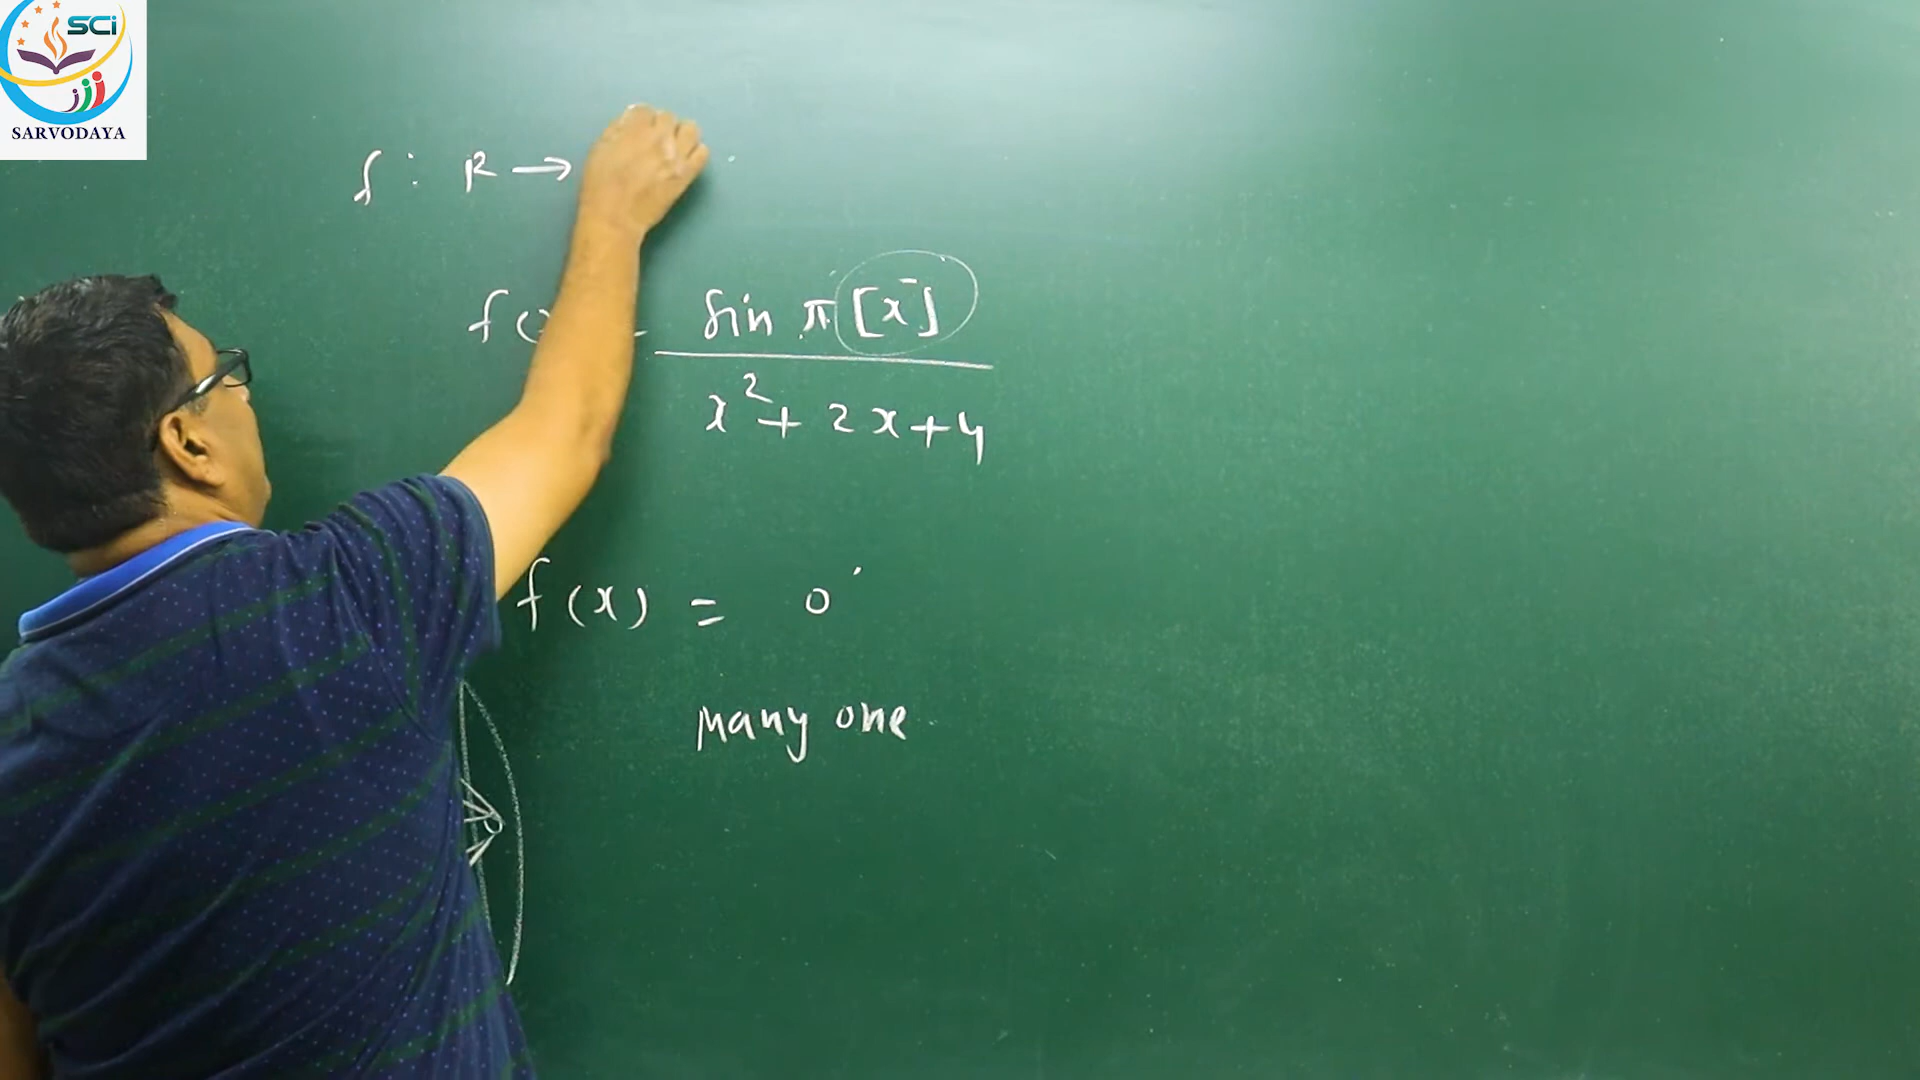 SCi
SARVODAYA
f : R →
f( sin π [x]
x² + 2x + 4
f(x) = 0
Many one